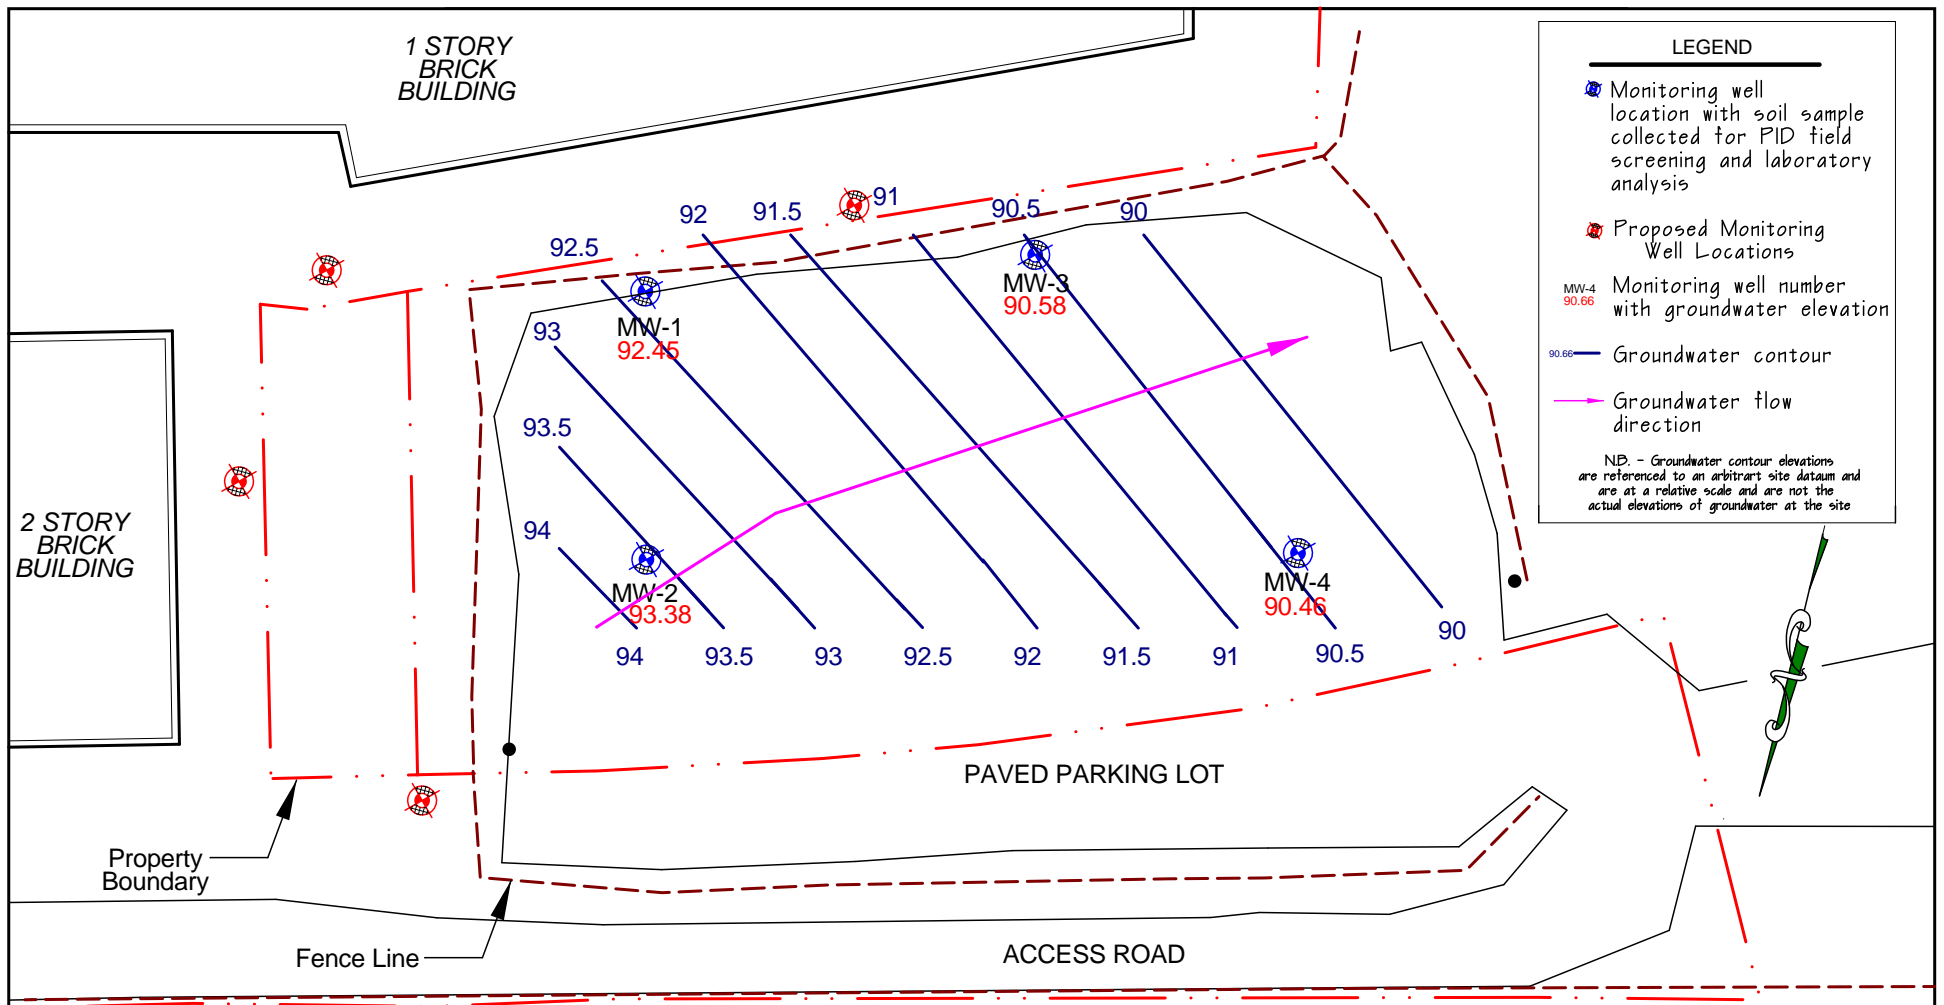 1 STORY
BRICK
BUILDING
LEGEND
Monitoring well
location with soil sample
collected for PID field
screening and laboratory
analysis
Proposed Monitoring
Well Locations
MW-4
90.66
Monitoring well number
with groundwater elevation
90.66
Groundwater contour
Groundwater flow
direction
N.B. - Groundwater contour elevations
are referenced to an arbitrart site dataum and
are at a relative scale and are not the
actual elevations of groundwater at the site
92.5
92
91.5
91
90.5
90
MW-1
92.45
MW-3
90.58
93
93.5
94
2 STORY
BRICK
BUILDING
MW-2
93.38
MW-4
90.46
94
93.5
93
92.5
92
91.5
91
90.5
90
PAVED PARKING LOT
Property
Boundary
Fence Line
ACCESS ROAD